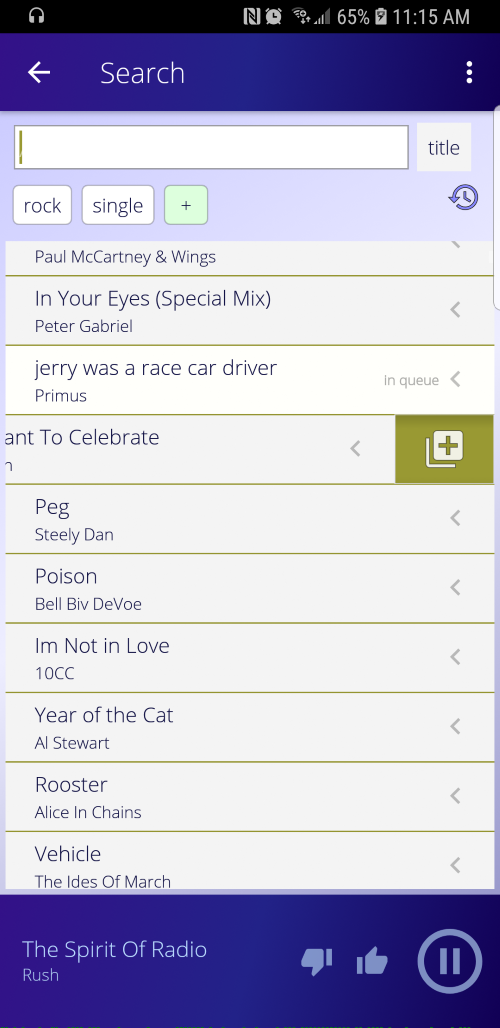 65% 11:15 AM
Search
title
rock single +
Paul McCartney & Wings
In Your Eyes (Special Mix)
Peter Gabriel
jerry was a race car driver
In queue
Primus
ant To Celebrate
n
Peg
Steely Dan
Poison
Bell Biv DeVoe
Im Not in Love
10CC
Year of the Cat
Al Stewart
Rooster
Alice In Chains
Vehicle
The Ides Of March
The Spirit Of Radio
Rush